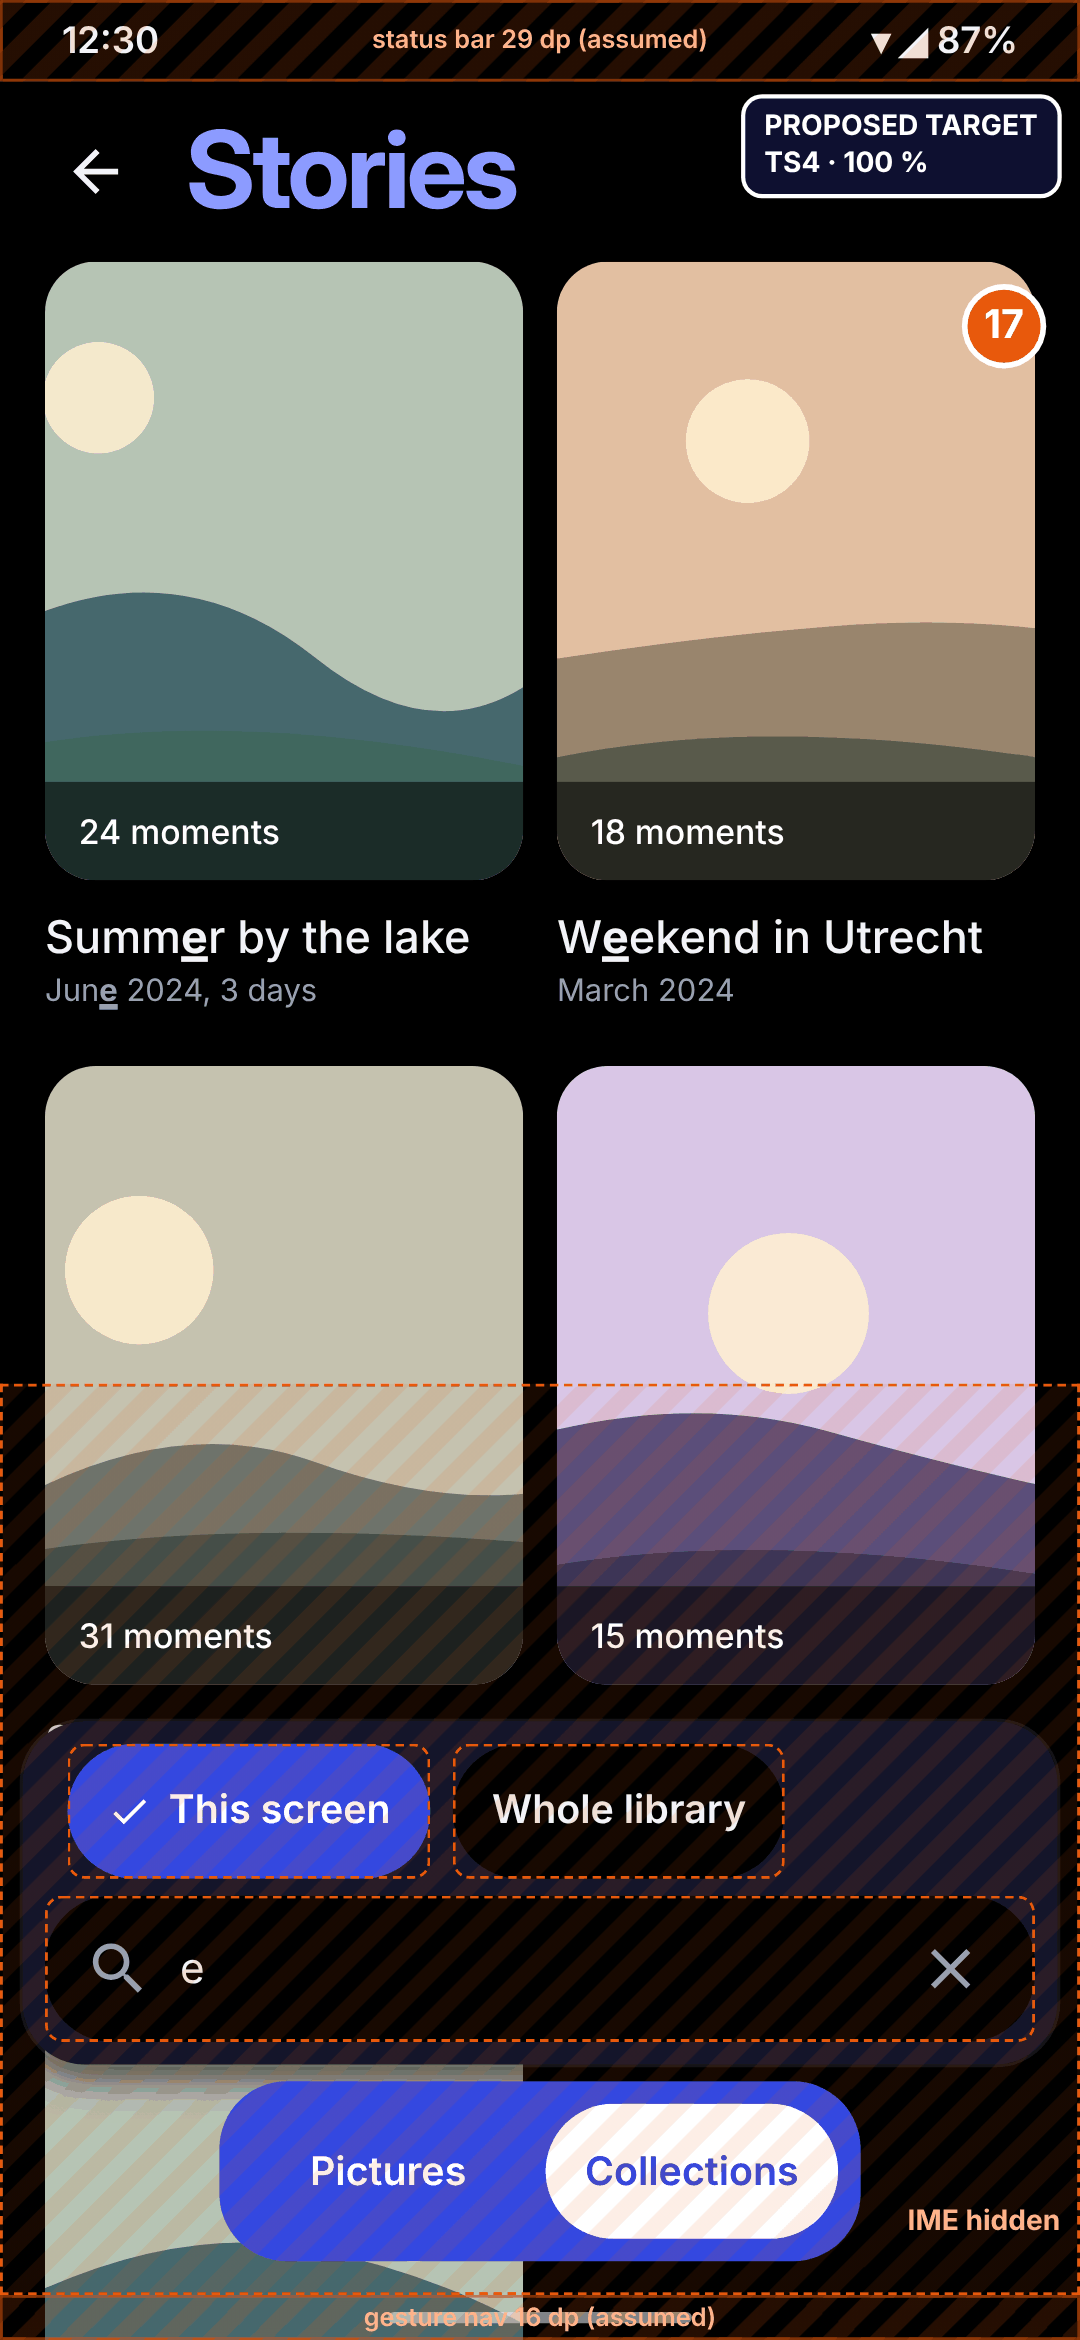 12:30
status bar 29 dp (assumed)
87%
Stories
PROPOSED TARGET
TS4 · 100 %
17
24 moments
18 moments
Summer by the lake
Weekend in Utrecht
June 2024, 3 days
March 2024
31 moments
15 moments
This screen
Whole library
e
Pictures
Collections
IME hidden
gesture nav 16 dp (assumed)